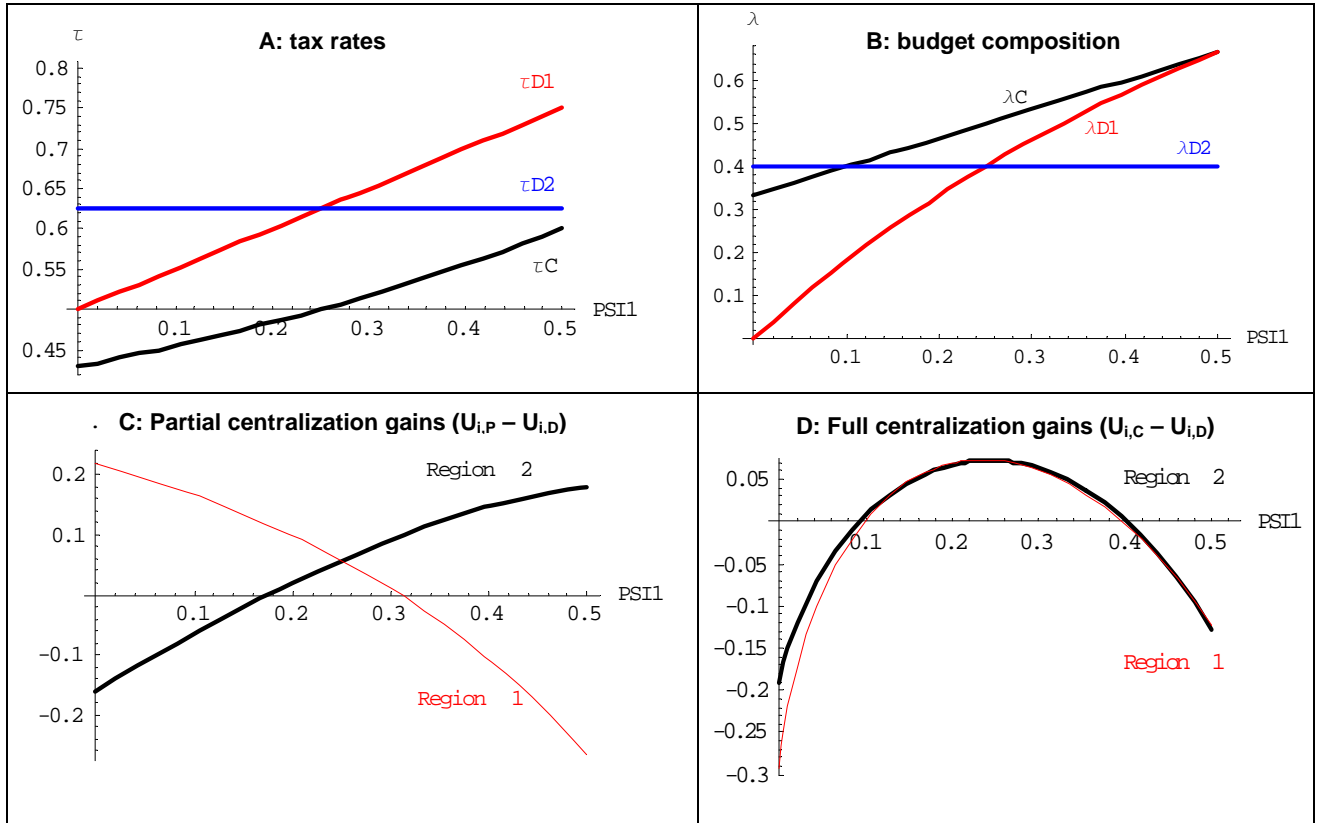 A: tax rates
τ
0.8
0.75
0.7
0.65
0.6
0.55
0.45
τD1
τD2
τC
0.1 0.2 0.3 0.4 0.5
PSI1
B: budget composition
λ
0.6
0.5
0.4
0.3
0.2
0.1
λC
λD1
λD2
0.1 0.2 0.3 0.4 0.5
PSI1
C: Partial centralization gains (Ui,P – Ui,D)
0.2
0.1
-0.1
-0.2
Region 2
Region 1
0.1 0.2 0.3 0.4 0.5
PSI1
D: Full centralization gains (Ui,C – Ui,D)
0.05
-0.05
-0.1
-0.15
-0.2
-0.25
-0.3
Region 2
Region 1
0.1 0.2 0.3 0.4 0.5
PSI1